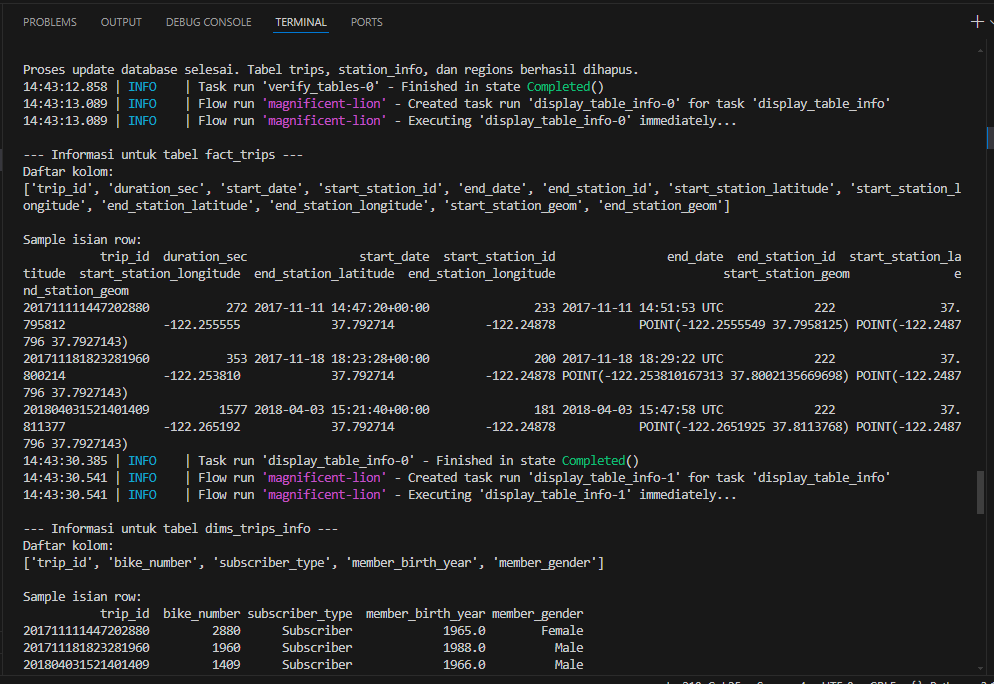 PROBLEMS OUTPUT DEBUG CONSOLE TERMINAL PORTS
Proses update database selesai. Tabel trips, station_info, dan regions berhasil dihapus.
14:43:12.858 | INFO    | Task run 'verify_tables-0' - Finished in state Completed()
14:43:13.089 | INFO    | Flow run 'magnificent-lion' - Created task run 'display_table_info-0' for task 'display_table_info'
14:43:13.089 | INFO    | Flow run 'magnificent-lion' - Executing 'display_table_info-0' immediately...
--- Informasi untuk tabel fact_trips ---
Daftar kolom:
['trip_id', 'duration_sec', 'start_date', 'start_station_id', 'end_date', 'end_station_id', 'start_station_latitude', 'start_station_l
ongitude', 'end_station_latitude', 'end_station_longitude', 'start_station_geom', 'end_station_geom']
Sample isian row:
trip_id  duration_sec  start_date  start_station_id  end_date  end_station_id  start_station_la
titude  start_station_longitude  end_station_latitude  end_station_longitude  start_station_geom  e
nd_station_geom
201711111447202880  272 2017-11-11 14:47:20+00:00  233 2017-11-11 14:51:53 UTC  222  37.
795812  -122.255555  37.792714  -122.24878  POINT(-122.2555549 37.7958125) POINT(-122.2487
796 37.7927143)
201711181823281960  353 2017-11-18 18:23:28+00:00  200 2017-11-18 18:29:22 UTC  222  37.
800214  -122.253810  37.792714  -122.24878 POINT(-122.253810167313 37.8002135669698) POINT(-122.2487
796 37.7927143)
201804031521401409  1577 2018-04-03 15:21:40+00:00  181 2018-04-03 15:47:58 UTC  222  37.
811377  -122.265192  37.792714  -122.24878  POINT(-122.2651925 37.8113768) POINT(-122.2487
796 37.7927143)
14:43:30.385 | INFO    | Task run 'display_table_info-0' - Finished in state Completed()
14:43:30.541 | INFO    | Flow run 'magnificent-lion' - Created task run 'display_table_info-1' for task 'display_table_info'
14:43:30.541 | INFO    | Flow run 'magnificent-lion' - Executing 'display_table_info-1' immediately...
--- Informasi untuk tabel dims_trips_info ---
Daftar kolom:
['trip_id', 'bike_number', 'subscriber_type', 'member_birth_year', 'member_gender']
Sample isian row:
trip_id  bike_number subscriber_type  member_birth_year member_gender
201711111447202880  2880  Subscriber  1965.0  Female
201711181823281960  1960  Subscriber  1988.0  Male
201804031521401409  1409  Subscriber  1966.0  Male